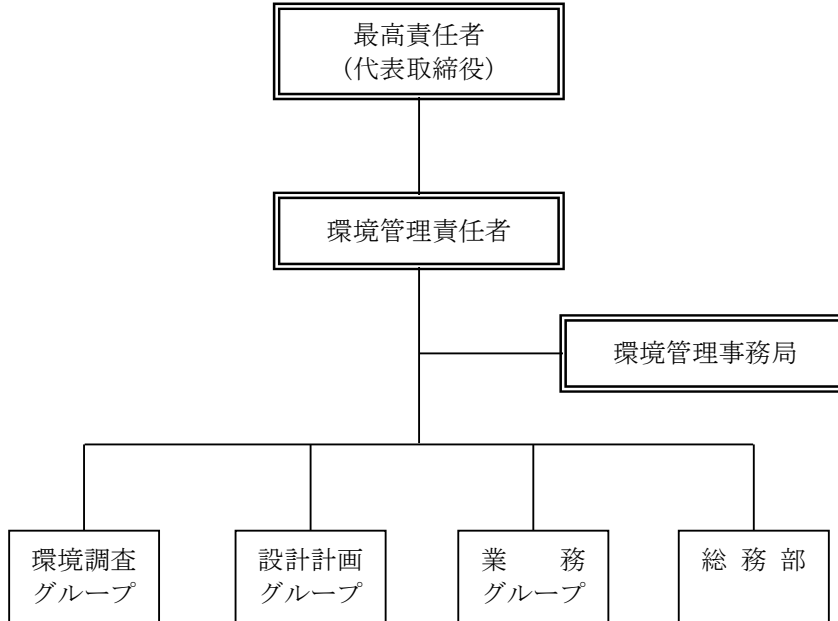 最高責任者
（代表取締役）
環境管理責任者
環境管理事務局
環境調査
グループ
設計計画
グループ
業　　務
グループ
総 務 部